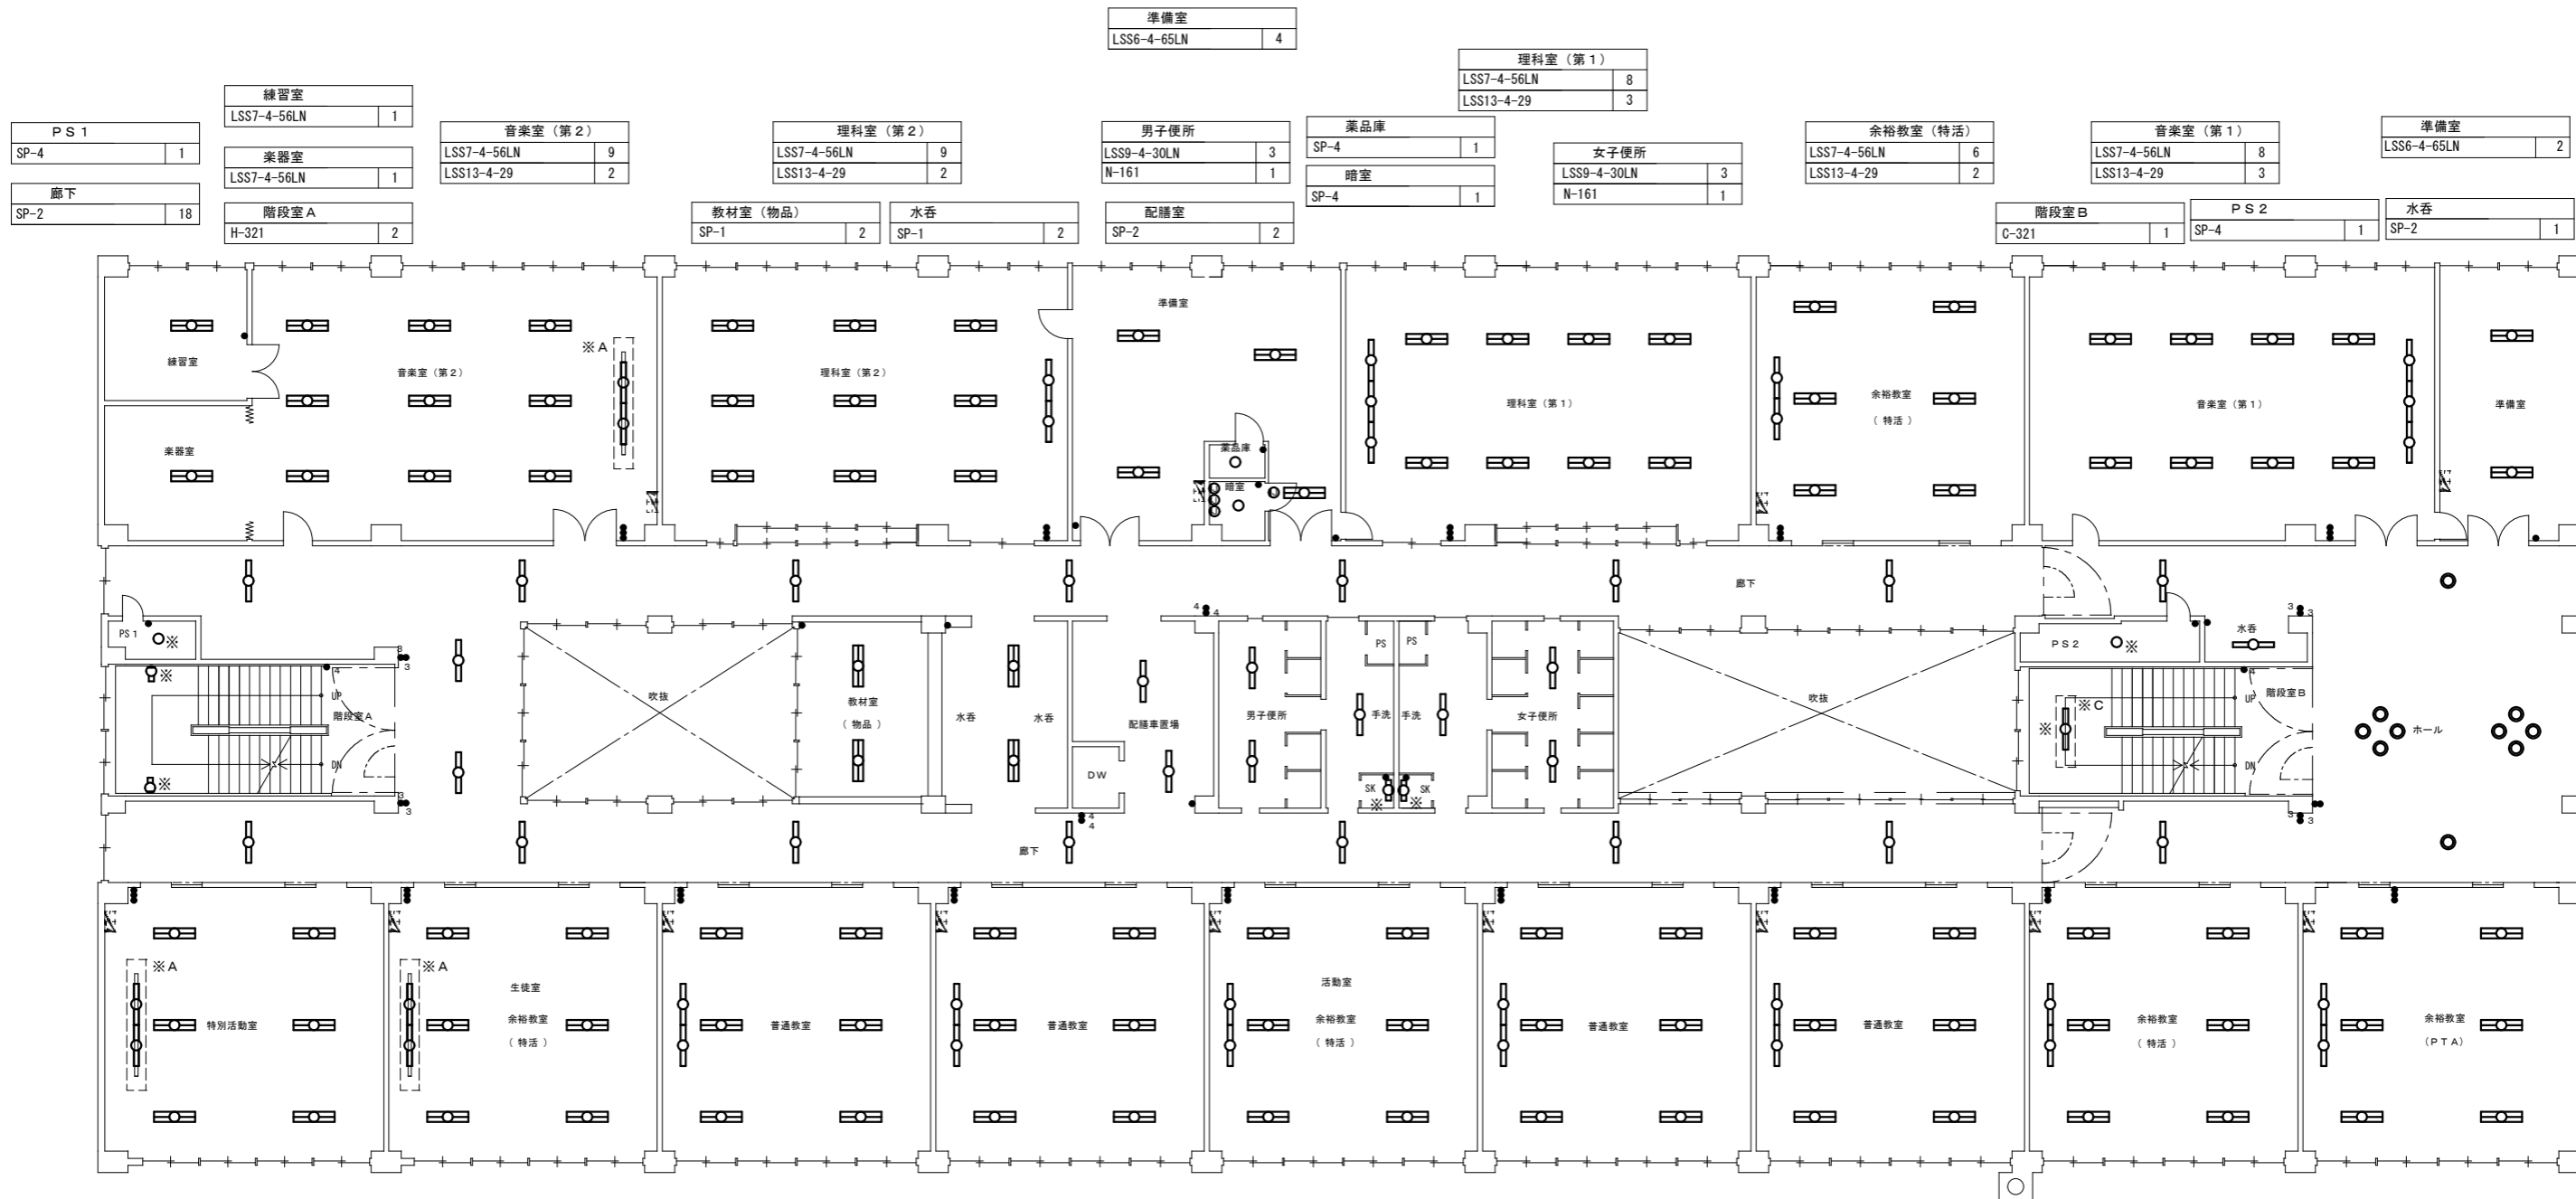 準備室
LSS6-4-65LN 4
理科室（第１）
LSS7-4-56LN 8
LSS13-4-29 3
練習室
LSS7-4-56LN 1
ＰＳ１
SP-4 1
音楽室（第２）
LSS7-4-56LN 9
LSS13-4-29 2
理科室（第２）
LSS7-4-56LN 9
LSS13-4-29 2
男子便所
LSS9-4-30LN 3
N-161 1
薬品庫
SP-4 1
余裕教室（特活）
LSS7-4-56LN 6
LSS13-4-29 2
音楽室（第１）
LSS7-4-56LN 8
LSS13-4-29 3
準備室
LSS6-4-65LN 2
楽器室
LSS7-4-56LN 1
女子便所
LSS9-4-30LN 3
N-161 1
暗室
SP-4 1
廊下
SP-2 18
階段室Ａ
H-321 2
教材室（物品）
SP-1 2
水呑
SP-1 2
配膳室
SP-2 2
階段室Ｂ
C-321 1
ＰＳ２
SP-4 1
水呑
SP-2 1
準備室
※Ａ
練習室
音楽室（第２）
理科室（第２）
余裕教室
（ 特活 ）
理科室（第１）
音楽室（第１）
準備室
楽器室
薬品庫
暗室
廊下
4
4
3
3
PS１
※
PS
PS
ＰＳ２
※
水呑
3
3
※
4
4
UP
階段室Ａ
DN
※
3
3
吹抜
教材室
（ 物品 ）
水呑
水呑
配膳車置場
ＤＷ
男子便所
手洗
手洗
女子便所
SK
SK
※
※
吹抜
※Ｃ
※
UP
階段室Ｂ
DN
ホール
4
4
3
3
廊下
※Ａ
※Ａ
特別活動室
生徒室
余裕教室
（ 特活 ）
普通教室
普通教室
活動室
余裕教室
（ 特活 ）
普通教室
普通教室
余裕教室
（ 特活 ）
余裕教室
（ＰＴＡ）